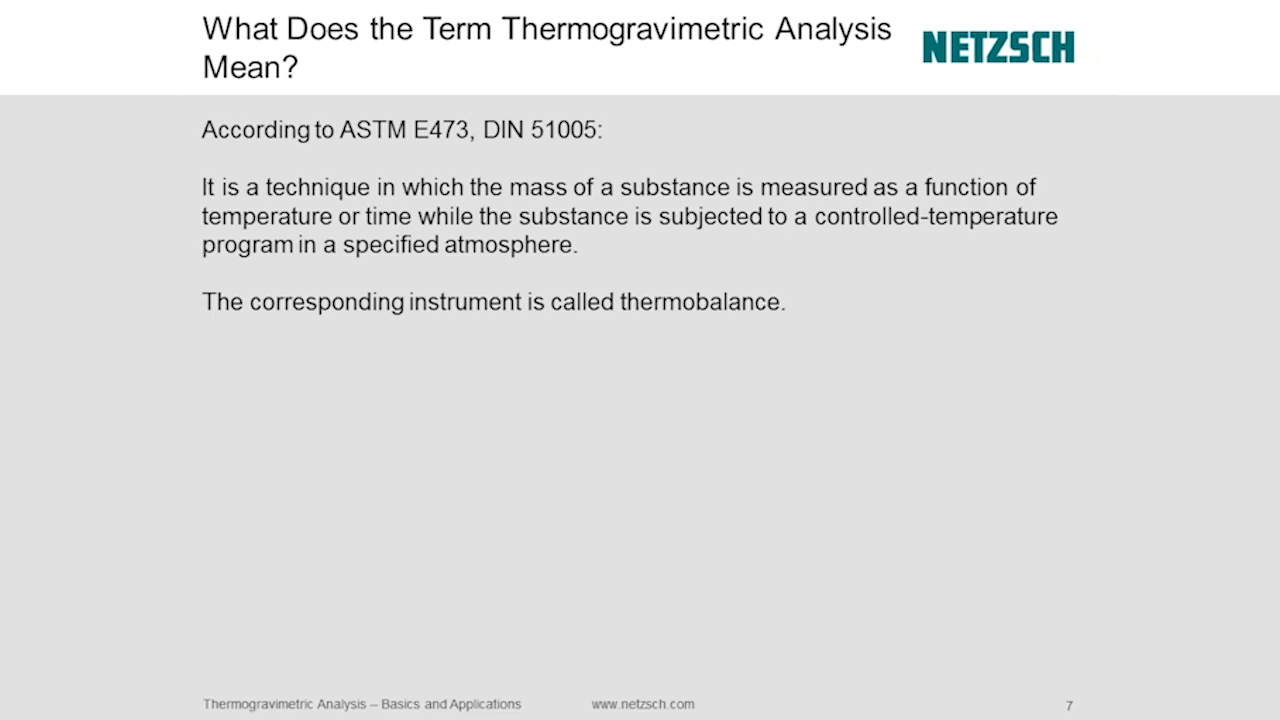 What Does the Term Thermogravimetric Analysis
Mean?
NETZSCH
According to ASTM E473, DIN 51005:
It is a technique in which the mass of a substance is measured as a function of
temperature or time while the substance is subjected to a controlled-temperature
program in a specified atmosphere.
The corresponding instrument is called thermobalance.
Thermogravimetric Analysis – Basics and Applications
www.netzsch.com
7